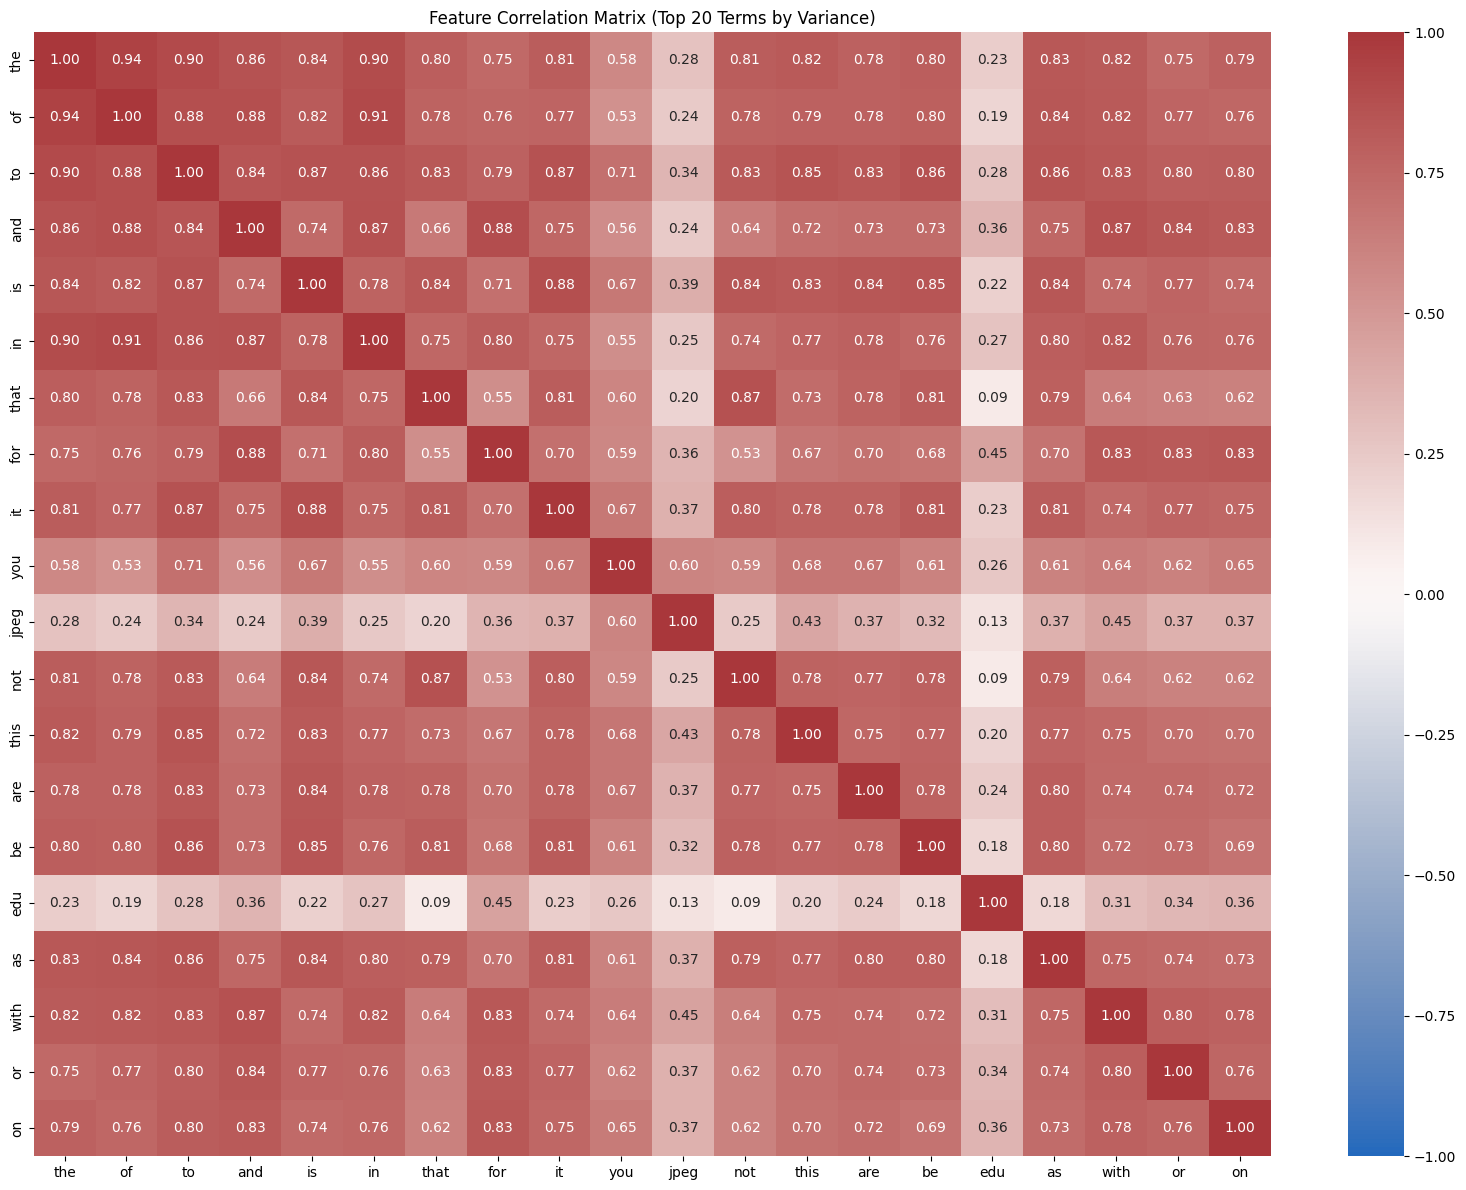 Feature Correlation Matrix (Top 20 Terms by Variance)
the 1.00 0.94 0.90 0.86 0.84 0.90 0.80 0.75 0.81 0.58 0.28 0.81 0.82 0.78 0.80 0.23 0.83 0.82 0.75 0.79
of 0.94 1.00 0.88 0.88 0.82 0.91 0.78 0.76 0.77 0.53 0.24 0.78 0.79 0.78 0.80 0.19 0.84 0.82 0.77 0.76
to 0.90 0.88 1.00 0.84 0.87 0.86 0.83 0.79 0.87 0.71 0.34 0.83 0.85 0.83 0.86 0.28 0.86 0.83 0.80 0.80
and 0.86 0.88 0.84 1.00 0.74 0.87 0.66 0.88 0.75 0.56 0.24 0.64 0.72 0.73 0.73 0.36 0.75 0.87 0.84 0.83
is 0.84 0.82 0.87 0.74 1.00 0.78 0.84 0.71 0.88 0.67 0.39 0.84 0.83 0.84 0.85 0.22 0.84 0.74 0.77 0.74
in 0.90 0.91 0.86 0.87 0.78 1.00 0.75 0.80 0.75 0.55 0.25 0.74 0.77 0.78 0.76 0.27 0.80 0.82 0.76 0.76
that 0.80 0.78 0.83 0.66 0.84 0.75 1.00 0.55 0.81 0.60 0.20 0.87 0.73 0.78 0.81 0.09 0.79 0.64 0.63 0.62
for 0.75 0.76 0.79 0.88 0.71 0.80 0.55 1.00 0.70 0.59 0.36 0.53 0.67 0.70 0.68 0.45 0.70 0.83 0.83 0.83
it 0.81 0.77 0.87 0.75 0.88 0.75 0.81 0.70 1.00 0.67 0.37 0.80 0.78 0.78 0.81 0.23 0.81 0.74 0.77 0.75
you 0.58 0.53 0.71 0.56 0.67 0.55 0.60 0.59 0.67 1.00 0.60 0.59 0.68 0.67 0.61 0.26 0.61 0.64 0.62 0.65
jpeg 0.28 0.24 0.34 0.24 0.39 0.25 0.20 0.36 0.37 0.60 1.00 0.25 0.43 0.37 0.32 0.13 0.37 0.45 0.37 0.37
not 0.81 0.78 0.83 0.64 0.84 0.74 0.87 0.53 0.80 0.59 0.25 1.00 0.78 0.77 0.78 0.09 0.79 0.64 0.62 0.62
this 0.82 0.79 0.85 0.72 0.83 0.77 0.73 0.67 0.78 0.68 0.43 0.78 1.00 0.75 0.77 0.20 0.77 0.75 0.70 0.70
are 0.78 0.78 0.83 0.73 0.84 0.78 0.78 0.70 0.78 0.67 0.37 0.77 0.75 1.00 0.78 0.24 0.80 0.74 0.74 0.72
be 0.80 0.80 0.86 0.73 0.85 0.76 0.81 0.68 0.81 0.61 0.32 0.78 0.77 0.78 1.00 0.18 0.80 0.72 0.73 0.69
edu 0.23 0.19 0.28 0.36 0.22 0.27 0.09 0.45 0.23 0.26 0.13 0.09 0.20 0.24 0.18 1.00 0.18 0.31 0.34 0.36
as 0.83 0.84 0.86 0.75 0.84 0.80 0.79 0.70 0.81 0.61 0.37 0.79 0.77 0.80 0.80 0.18 1.00 0.75 0.74 0.73
with 0.82 0.82 0.83 0.87 0.74 0.82 0.64 0.83 0.74 0.64 0.45 0.64 0.75 0.74 0.72 0.31 0.75 1.00 0.80 0.78
or 0.75 0.77 0.80 0.84 0.77 0.76 0.63 0.83 0.77 0.62 0.37 0.62 0.70 0.74 0.73 0.34 0.74 0.80 1.00 0.76
on 0.79 0.76 0.80 0.83 0.74 0.76 0.62 0.83 0.75 0.65 0.37 0.62 0.70 0.72 0.69 0.36 0.73 0.78 0.76 1.00
the of to and is in that for it you jpeg not this are be edu as with or on
1.00
0.75
0.50
0.25
0.00
−0.25
−0.50
−0.75
−1.00